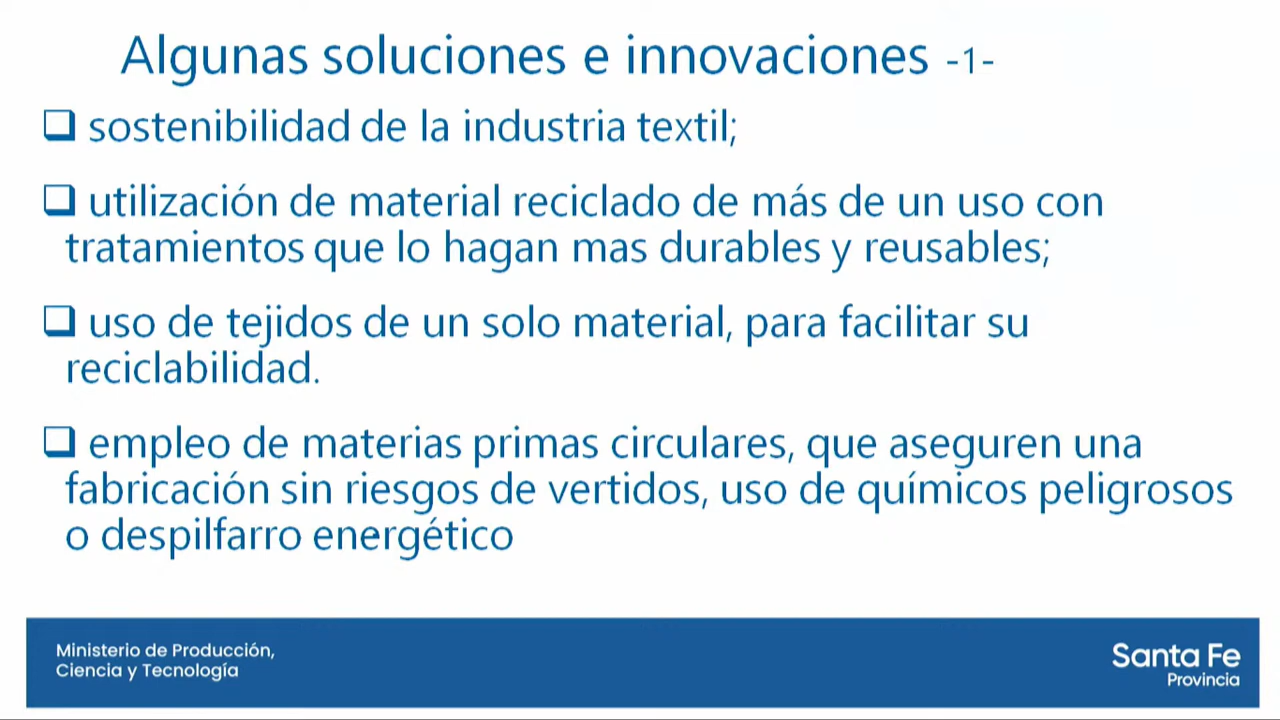 Algunas soluciones e innovaciones -1-
❑ sostenibilidad de la industria textil;
❑ utilización de material reciclado de más de un uso con
tratamientos que lo hagan mas durables y reusables;
❑ uso de tejidos de un solo material, para facilitar su
reciclabilidad.
❑ empleo de materias primas circulares, que aseguren una
fabricación sin riesgos de vertidos, uso de químicos peligrosos
o despilfarro energético
Ministerio de Producción,
Ciencia y Tecnología
Santa Fe
Provincia